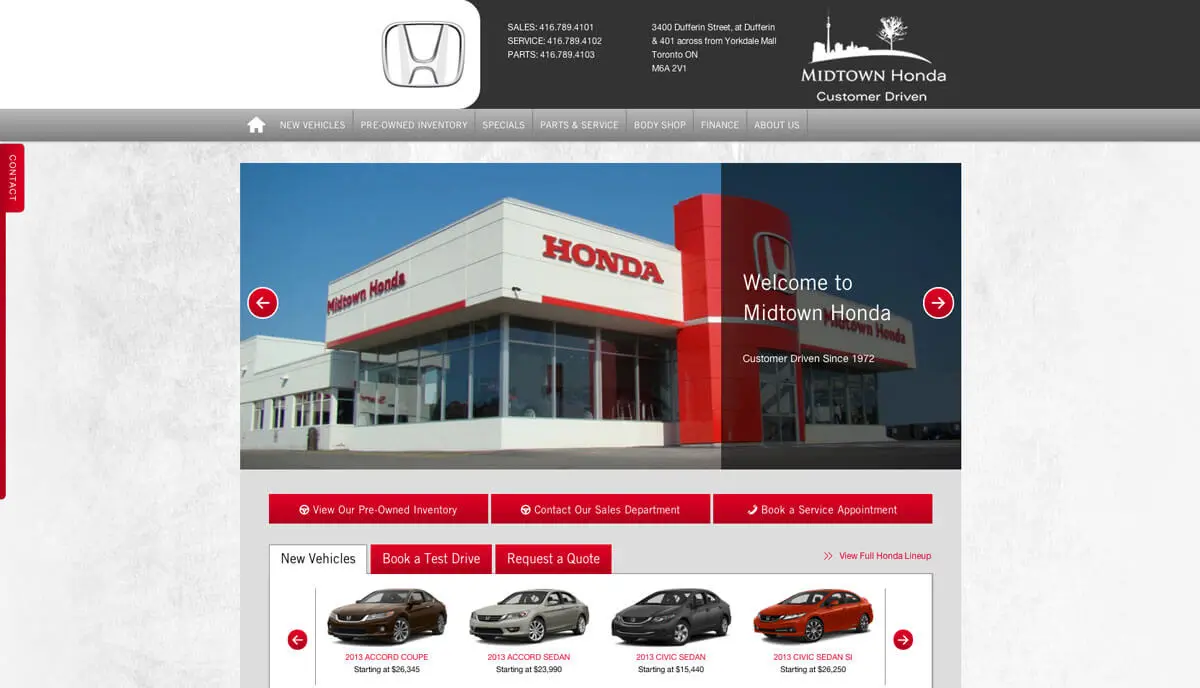 SALES: 416.789.4101
SERVICE: 416.789.4102
PARTS: 416.789.4103
3400 Dufferin Street, at Dufferin
& 401 across from Yorkdale Mall
Toronto ON
M6A 2V1
MIDTOWN Honda
Customer Driven
NEW VEHICLES
PRE-OWNED INVENTORY
SPECIALS
PARTS & SERVICE
BODY SHOP
FINANCE
ABOUT US
CONTACT
HONDA
Midtown Honda
Welcome to
Midtown Honda
Midtown Honda
Customer Driven Since 1972
View Our Pre-Owned Inventory
Contact Our Sales Department
Book a Service Appointment
New Vehicles
Book a Test Drive
Request a Quote
View Full Honda Lineup
2013 ACCORD COUPE
Starting at $26,345
2013 ACCORD SEDAN
Starting at $23,990
2013 CIVIC SEDAN
Starting at $15,440
2013 CIVIC SEDAN SI
Starting at $26,250